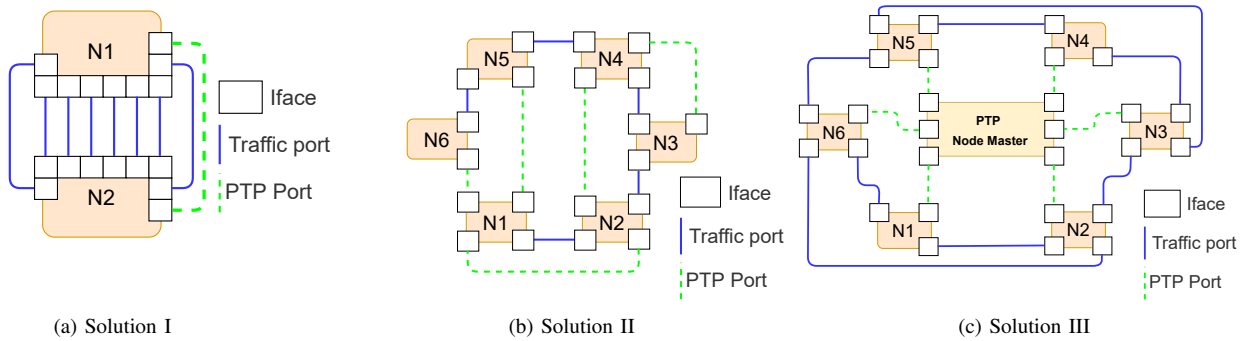 N1
N2
Iface
Traffic port
PTP Port
(a) Solution I
N5
N4
N6
N3
N1
N2
Iface
Traffic port
PTP Port
(b) Solution II
N5
N4
N6
PTP
Node Master
N3
N1
N2
Iface
Traffic port
PTP Port
(c) Solution III